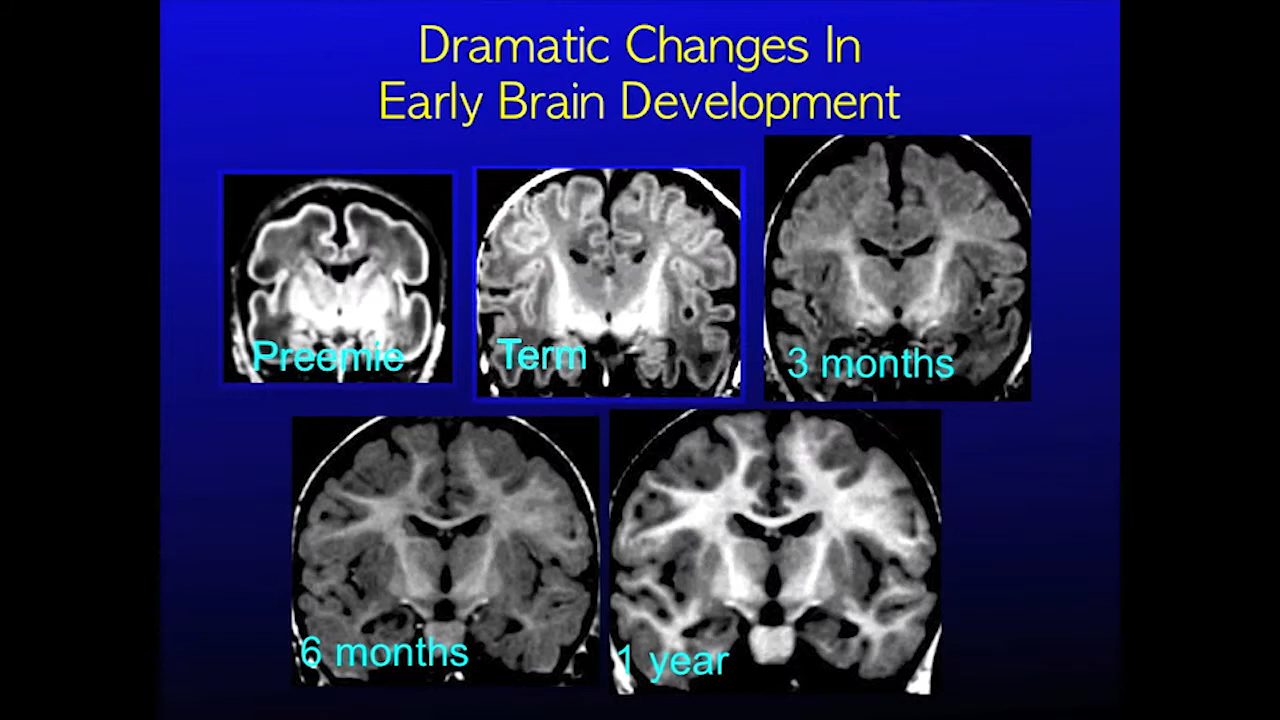 Dramatic Changes In
Early Brain Development
Preemie
Term
3 months
6 months
1 year